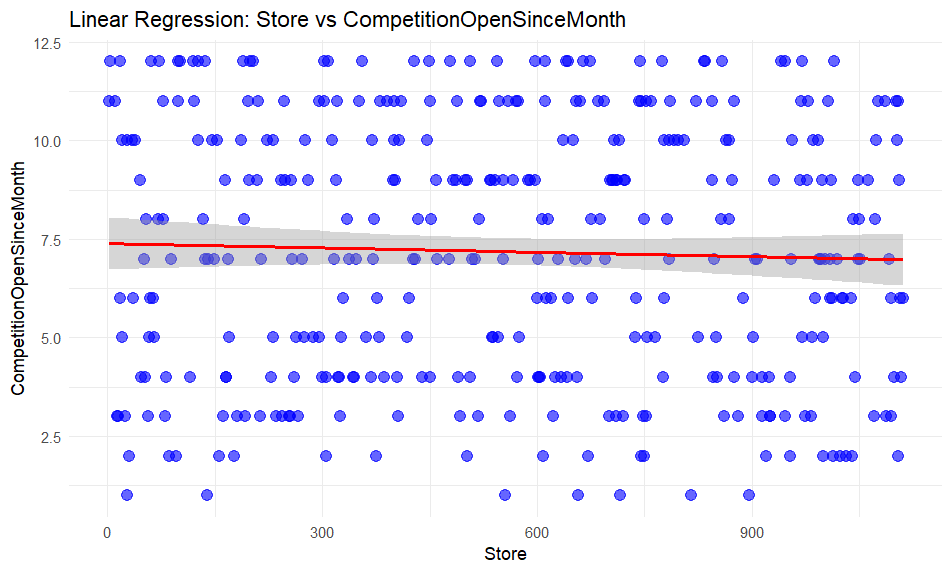 Linear Regression: Store vs CompetitionOpenSinceMonth
12.5
10.0
7.5
5.0
2.5
CompetitionOpenSinceMonth
0 300 600 900
Store